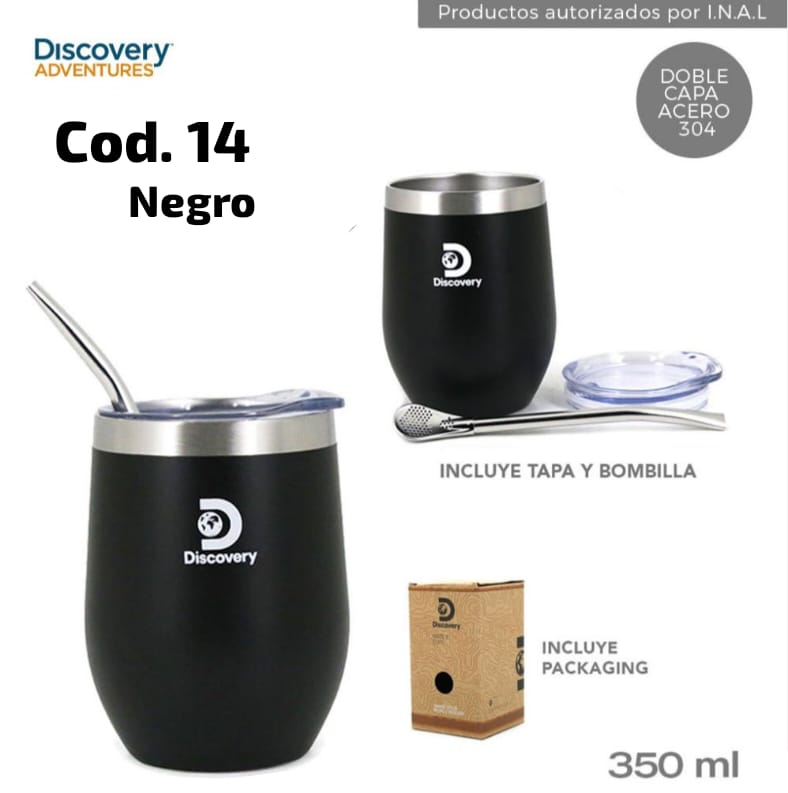 Productos autorizados por I.N.A.L
Discovery
ADVENTURES
DOBLE
CAPA
ACERO
304
Cod. 14
Negro
Discovery
INCLUYE TAPA Y BOMBILLA
Discovery
Discovery
INCLUYE
PACKAGING
350 ml